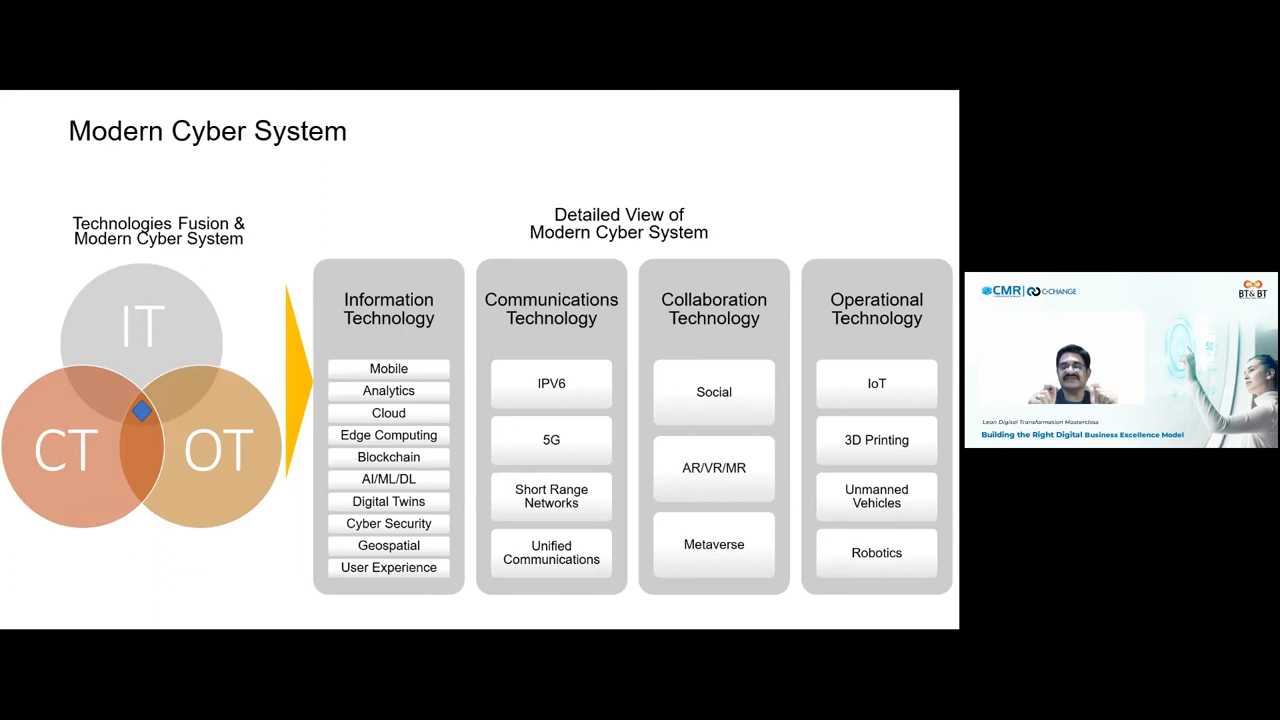 Modern Cyber System
Technologies Fusion &
Modern Cyber System
IT
CT
OT
Detailed View of
Modern Cyber System
Information
Technology
Mobile
Analytics
Cloud
Edge Computing
Blockchain
AI/ML/DL
Digital Twins
Cyber Security
Geospatial
User Experience
Communications
Technology
IPV6
5G
Short Range
Networks
Unified
Communications
Collaboration
Technology
Social
AR/VR/MR
Metaverse
Operational
Technology
IoT
3D Printing
Unmanned
Vehicles
Robotics
CMR
C-CHANGE
BT& BT
Lean Digital Transformation Masterclass
Building the Right Digital Business Excellence Model